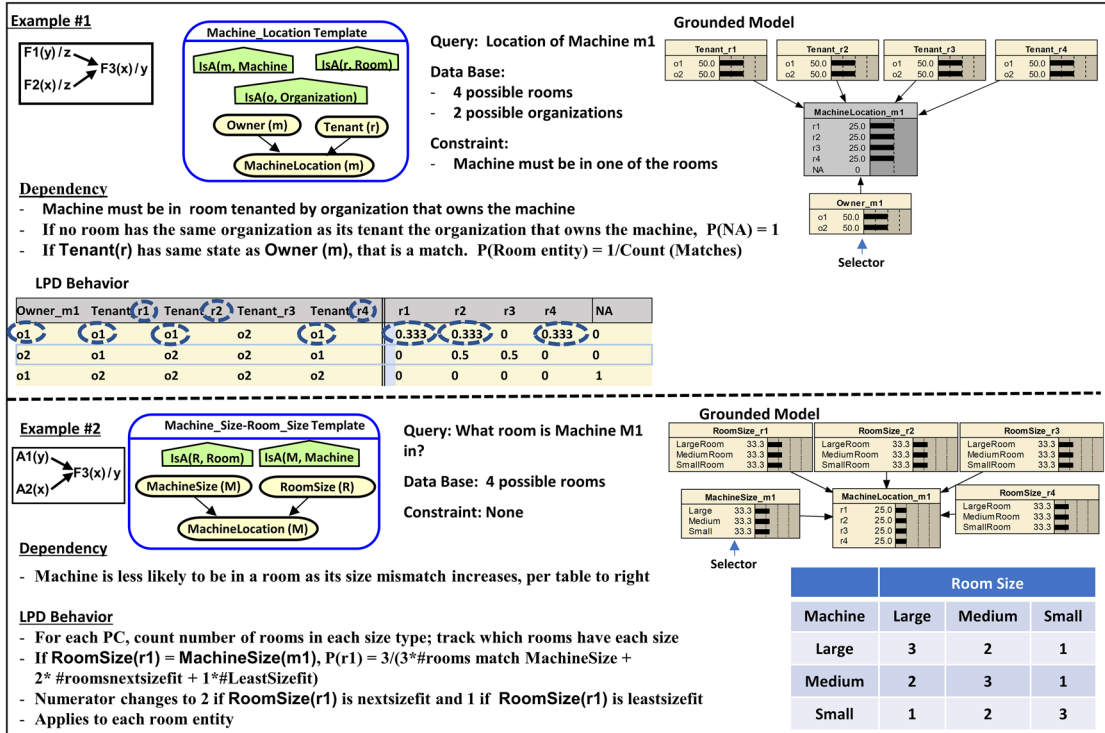 Example #1
F1(y)/z
F2(x)/z
F3(x)/y
Machine_Location Template
IsA(m, Machine
IsA(r, Room)
IsA(o, Organization)
Owner (m)
Tenant (r)
MachineLocation (m)
Query: Location of Machine m1
Data Base:
- 4 possible rooms
- 2 possible organizations
Constraint:
- Machine must be in one of the rooms
Grounded Model
Tenant_r1
o1 50.0
o2 50.0
Tenant_r2
o1 50.0
o2 50.0
Tenant_r3
o1 50.0
o2 50.0
Tenant_r4
o1 50.0
o2 50.0
MachineLocation_m1
r1 25.0
r2 25.0
r3 25.0
r4 25.0
NA 0
Owner_m1
o1 50.0
o2 50.0
Selector
Dependency
- Machine must be in room tenanted by organization that owns the machine
- If no room has the same organization as its tenant the organization that owns the machine, P(NA) = 1
- If Tenant(r) has same state as Owner (m), that is a match. P(Room entity) = 1/Count (Matches)
LPD Behavior
Owner_m1 Tenant_r1 Tenant_r2 Tenant_r3 Tenant_r4 r1 r2 r3 r4 NA
o1 o1 o1 o2 o1 0.333 0.333 0 0.333 0
o2 o1 o2 o2 o1 0 0.5 0.5 0 0
o1 o2 o2 o2 o2 0 0 0 0 1
Example #2
A1(y)
A2(x)
F3(x)/y
Machine_Size-Room_Size Template
IsA(R, Room)
IsA(M, Machine
MachineSize (M)
RoomSize (R)
MachineLocation (M)
Query: What room is Machine M1
in?
Data Base: 4 possible rooms
Constraint: None
Grounded Model
RoomSize_r1
LargeRoom 33.3
MediumRoom 33.3
SmallRoom 33.3
RoomSize_r2
LargeRoom 33.3
MediumRoom 33.3
SmallRoom 33.3
RoomSize_r3
LargeRoom 33.3
MediumRoom 33.3
SmallRoom 33.3
MachineSize_m1
Large 33.3
Medium 33.3
Small 33.3
MachineLocation_m1
r1 25.0
r2 25.0
r3 25.0
r4 25.0
RoomSize_r4
LargeRoom 33.3
MediumRoom 33.3
SmallRoom 33.3
Selector
Dependency
- Machine is less likely to be in a room as its size mismatch increases, per table to right
LPD Behavior
- For each PC, count number of rooms in each size type; track which rooms have each size
- If RoomSize(r1) = MachineSize(m1), P(r1) = 3/(3*#rooms match MachineSize +
2* #roomsnextsizefit + 1*#LeastSizefit)
- Numerator changes to 2 if RoomSize(r1) is nextsizefit and 1 if RoomSize(r1) is leastsizefit
- Applies to each room entity
Room Size
Machine Large Medium Small
Large 3 2 1
Medium 2 3 1
Small 1 2 3